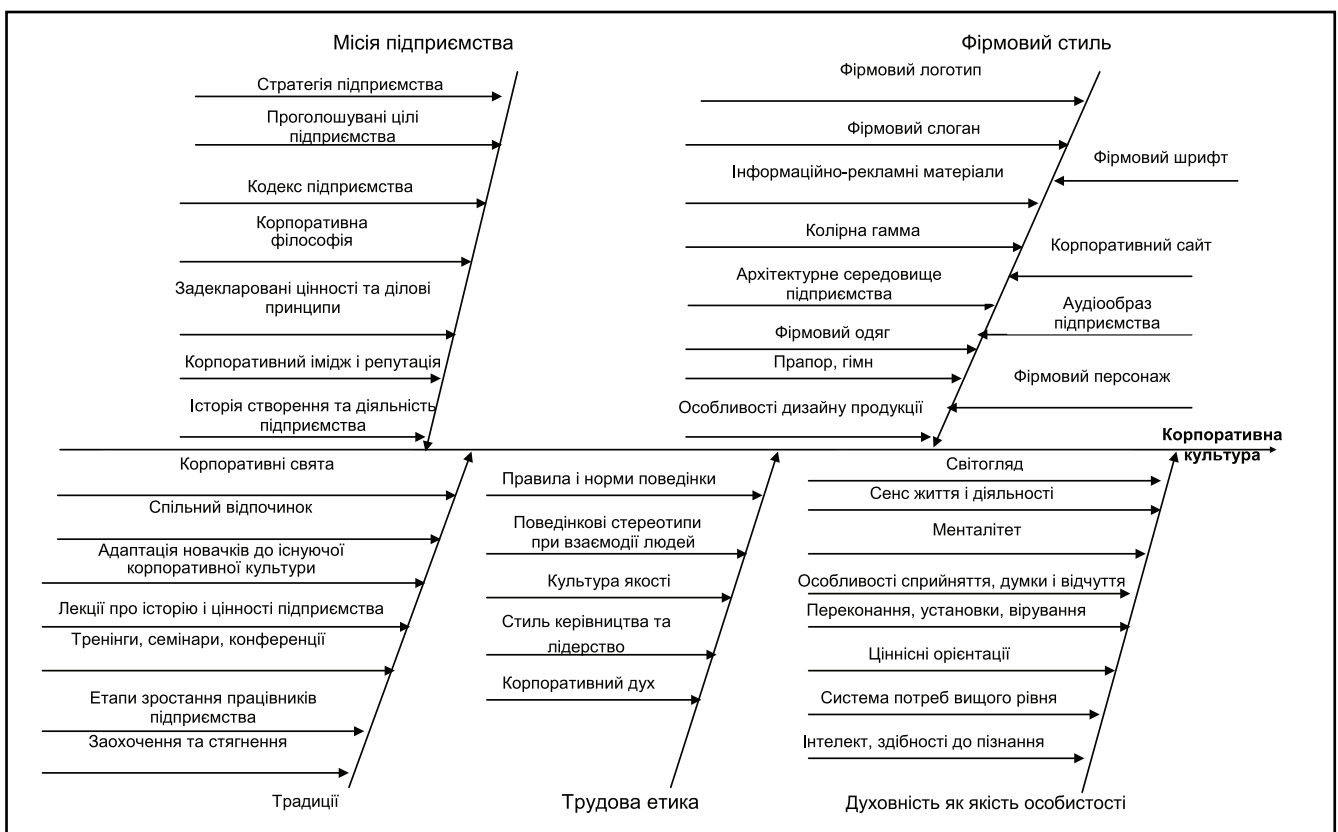 Місія підприємства
Стратегія підприємства
Проголошувані цілі
підприємства
Кодекс підприємства
Корпоративна
філософія
Задекларовані цінності та ділові
принципи
Корпоративний імідж і репутація
Історія створення та діяльність
підприємства
Фірмовий стиль
Фірмовий логотип
Фірмовий слоган
Інформаційно-рекламні матеріали
Колірна гамма
Архітектурне середовище
підприємства
Фірмовий одяг
Прапор, гімн
Особливості дизайну продукції
Фірмовий шрифт
Корпоративний сайт
Аудіообраз
підприємства
Фірмовий персонаж
Корпоративна
культура
Корпоративні свята
Спільний відпочинок
Адаптація новачків до існуючої
корпоративної культури
Лекції про історію і цінності підприємства
Тренінги, семінари, конференції
Етапи зростання працівників
підприємства
Заохочення та стягнення
Традиції
Правила і норми поведінки
Поведінкові стереотипи
при взаємодії людей
Культура якості
Стиль керівництва та
лідерство
Корпоративний дух
Трудова етика
Світогляд
Сенс життя і діяльності
Менталітет
Особливості сприйняття, думки і відчуття
Переконання, установки, вірування
Ціннісні орієнтації
Система потреб вищого рівня
Інтелект, здібності до пізнання
Духовність як якість особистості